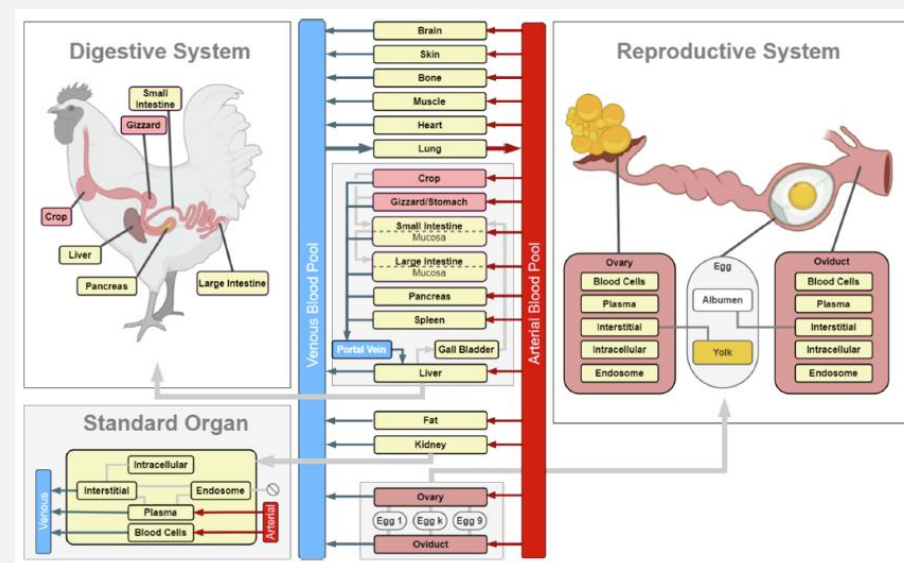 Digestive System
Small
Intestine
Gizzard
Crop
Liver
Pancreas
Large Intestine
Standard Organ
Intracellular
Interstitial
Endosome
Plasma
Blood Cells
Venous
Arterial
Venous Blood Pool
Brain
Skin
Bone
Muscle
Heart
Lung
Crop
Gizzard/Stomach
Small Intestine
Mucosa
Large Intestine
Mucosa
Pancreas
Spleen
Portal Vein
Gall Bladder
Liver
Fat
Kidney
Ovary
Egg 1
Egg k
Egg 9
Oviduct
Arterial Blood Pool
Reproductive System
Ovary
Blood Cells
Plasma
Interstitial
Intracellular
Endosome
Egg
Albumen
Yolk
Oviduct
Blood Cells
Plasma
Interstitial
Intracellular
Endosome